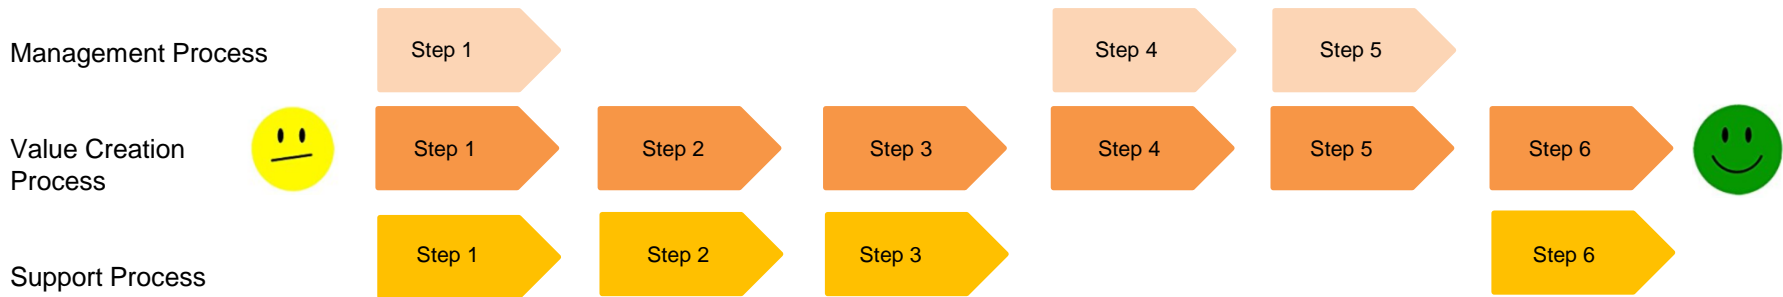 Management Process
Step 1
Step 4
Step 5
Value Creation
Process
Step 1
Step 2
Step 3
Step 4
Step 5
Step 6
Support Process
Step 1
Step 2
Step 3
Step 6